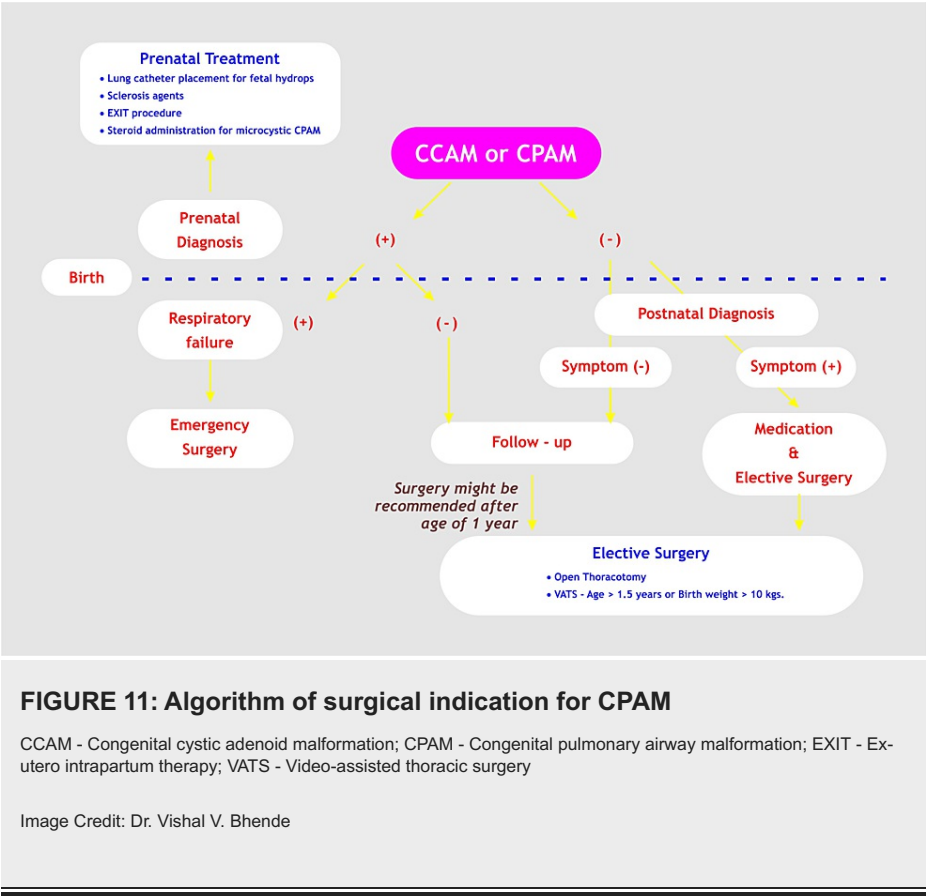 Prenatal Treatment
• Lung catheter placement for fetal hydrops
• Sclerosis agents
• EXIT procedure
• Steroid administration for microcystic CPAM
CCAM or CPAM
Prenatal
Diagnosis
(+)
(-)
Birth
Respiratory
failure
(+)
(-)
Postnatal Diagnosis
Symptom (-)
Symptom (+)
Emergency
Surgery
Follow - up
Medication
&
Elective Surgery
Surgery might be
recommended after
age of 1 year
Elective Surgery
• Open Thoracotomy
• VATS - Age > 1.5 years or Birth weight > 10 kgs.
FIGURE 11: Algorithm of surgical indication for CPAM
CCAM - Congenital cystic adenoid malformation; CPAM - Congenital pulmonary airway malformation; EXIT - Ex-
utero intrapartum therapy; VATS - Video-assisted thoracic surgery
Image Credit: Dr. Vishal V. Bhende